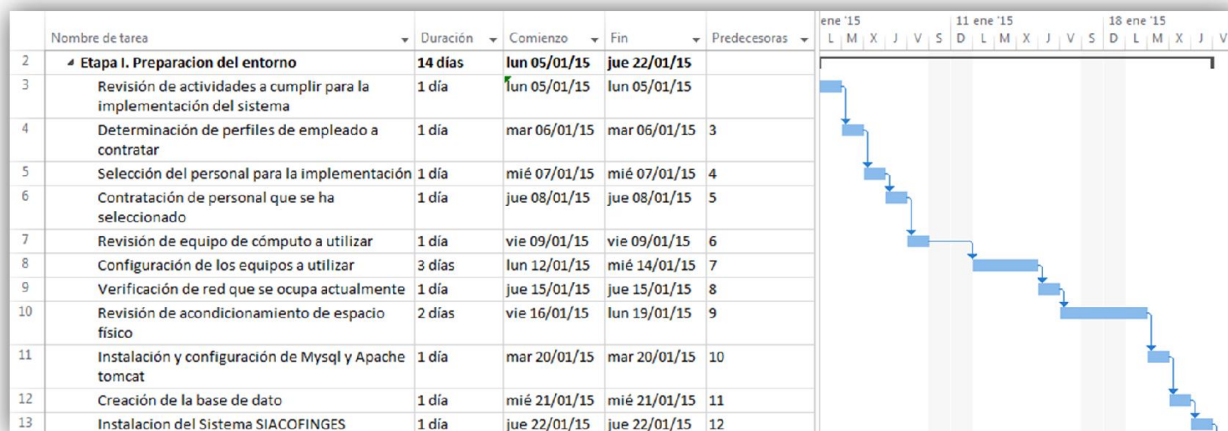 ene '15 11 ene '15 18 ene '15
Nombre de tarea Duración Comienzo Fin Predecesoras L M X J V S D L M X J V S D L M X J V
2 Etapa I. Preparacion del entorno 14 días lun 05/01/15 jue 22/01/15
3 Revisión de actividades a cumplir para la 1 día lun 05/01/15 lun 05/01/15
implementación del sistema
4 Determinación de perfiles de empleado a 1 día mar 06/01/15 mar 06/01/15 3
contratar
5 Selección del personal para la implementación 1 día mié 07/01/15 mié 07/01/15 4
6 Contratación de personal que se ha 1 día jue 08/01/15 jue 08/01/15 5
seleccionado
7 Revisión de equipo de cómputo a utilizar 1 día vie 09/01/15 vie 09/01/15 6
8 Configuración de los equipos a utilizar 3 días lun 12/01/15 mié 14/01/15 7
9 Verificación de red que se ocupa actualmente 1 día jue 15/01/15 jue 15/01/15 8
10 Revisión de acondicionamiento de espacio 2 días vie 16/01/15 lun 19/01/15 9
físico
11 Instalación y configuración de Mysql y Apache 1 día mar 20/01/15 mar 20/01/15 10
tomcat
12 Creación de la base de dato 1 día mié 21/01/15 mié 21/01/15 11
13 Instalacion del Sistema SIACOFINGES 1 día jue 22/01/15 jue 22/01/15 12